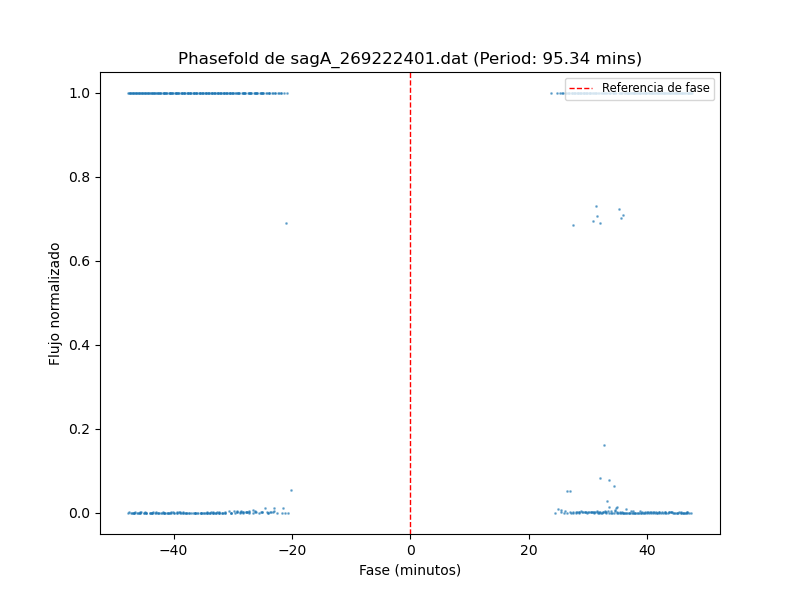 Phasefold de sagA_269222401.dat (Period: 95.34 mins)
Referencia de fase
Flujo normalizado
1.0
0.8
0.6
0.4
0.2
0.0
−40 −20 0 20 40
Fase (minutos)